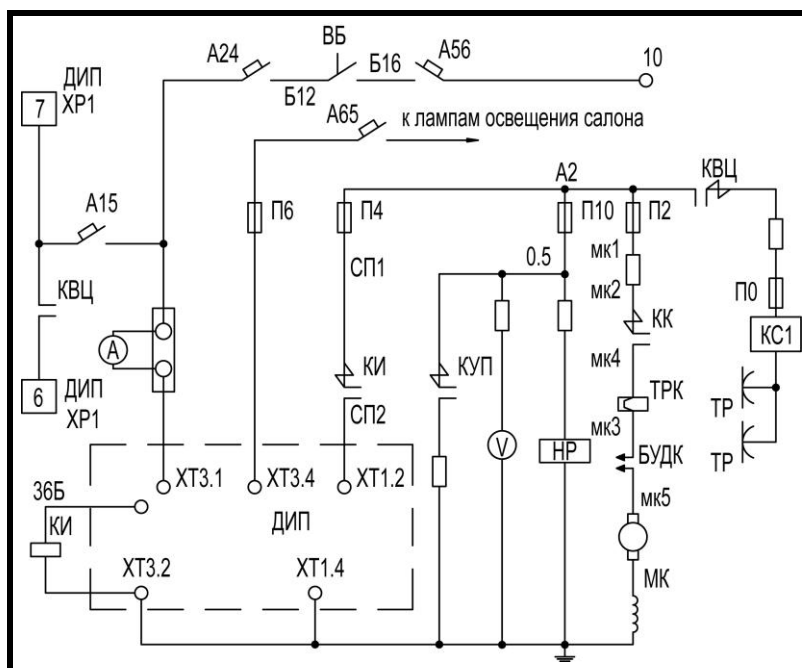 ВБ
А24
А56
10
ДИП
ХР1
7
Б12
Б16
А65
к лампам освещения салона
А2
КВЦ
А15
П6
П4
П10
П2
мк1
СП1
0.5
мк2
П0
КВЦ
КК
КС1
А
КИ
КУП
мк4
6
ДИП
ХР1
СП2
ТРК
ТР
мк3
V
НР
БУДК
ТР
36Б
ХТ3.1
ХТ3.4
ХТ1.2
КИ
ДИП
мк5
ХТ3.2
ХТ1.4
МК